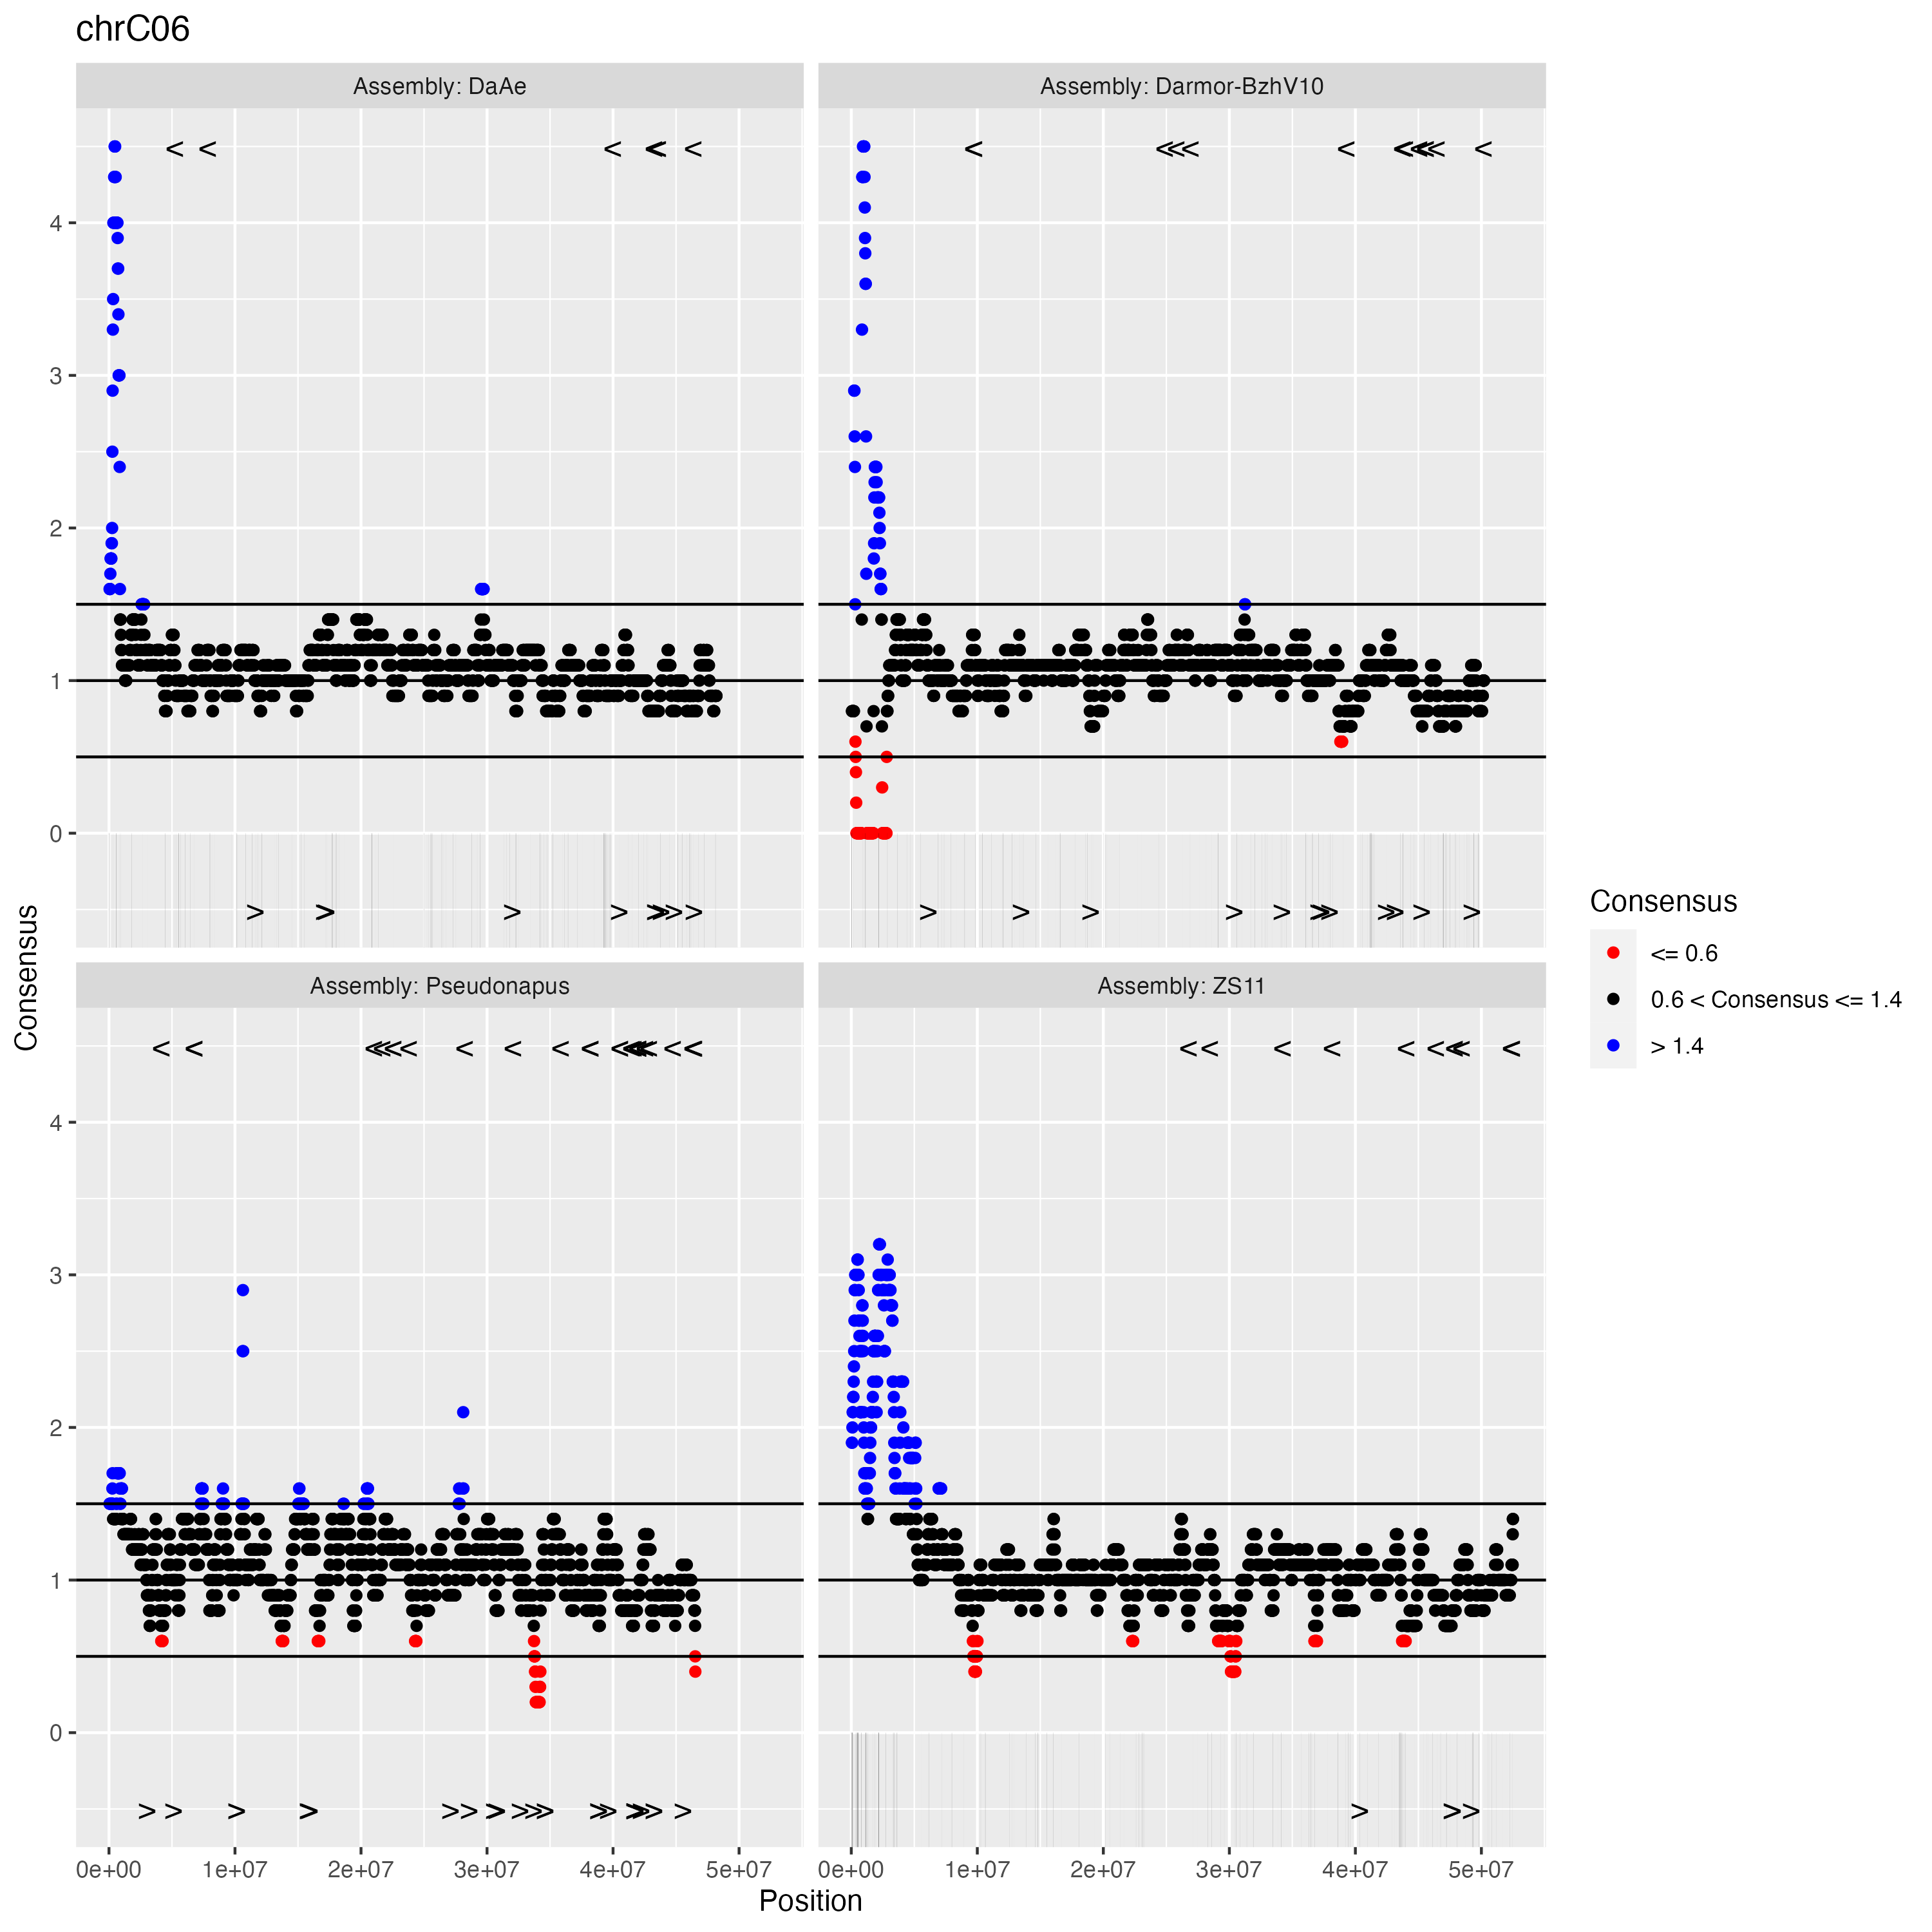 chrC06
Assembly: DaAe
Assembly: Darmor-BzhV10
4
3
2
1
0
Assembly: Pseudonapus
Assembly: ZS11
4
3
2
1
0
0e+00 1e+07 2e+07 3e+07 4e+07 5e+07
0e+00 1e+07 2e+07 3e+07 4e+07 5e+07
Position
Consensus
Consensus
<= 0.6
0.6 < Consensus <= 1.4
> 1.4